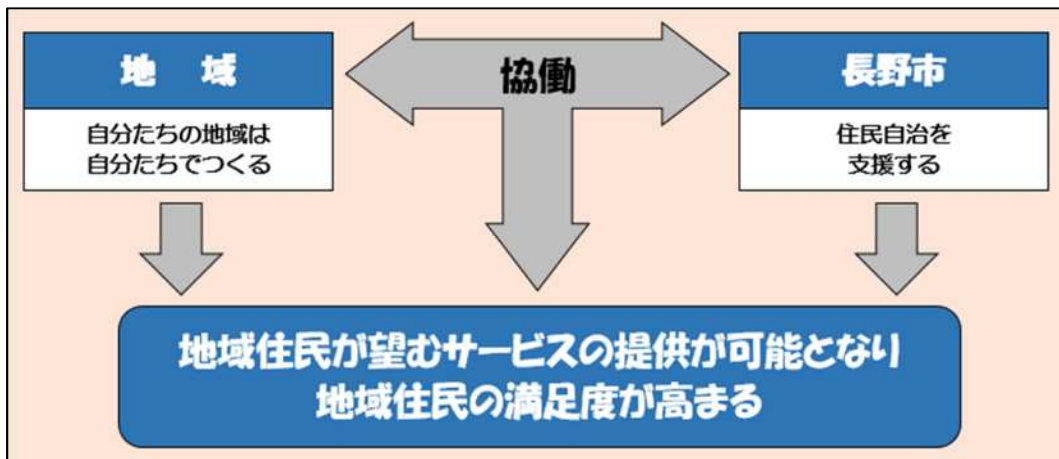 地 域
協働
長野市
自分たちの地域は
自分たちでつくる
住民自治を
支援する
地域住民が望むサービスの提供が可能となり
地域住民の満足度が高まる